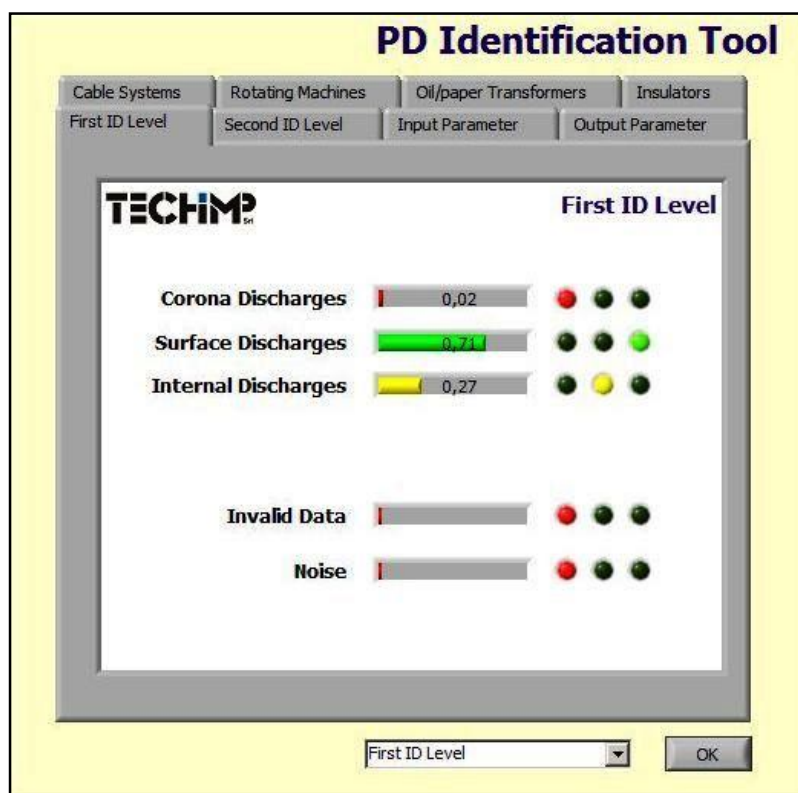 PD Identification Tool
Cable Systems Rotating Machines Oil/paper Transformers Insulators
First ID Level Second ID Level Input Parameter Output Parameter
TECHIMP Srl First ID Level
Corona Discharges 0,02
Surface Discharges 0,71
Internal Discharges 0,27
Invalid Data
Noise
First ID Level OK